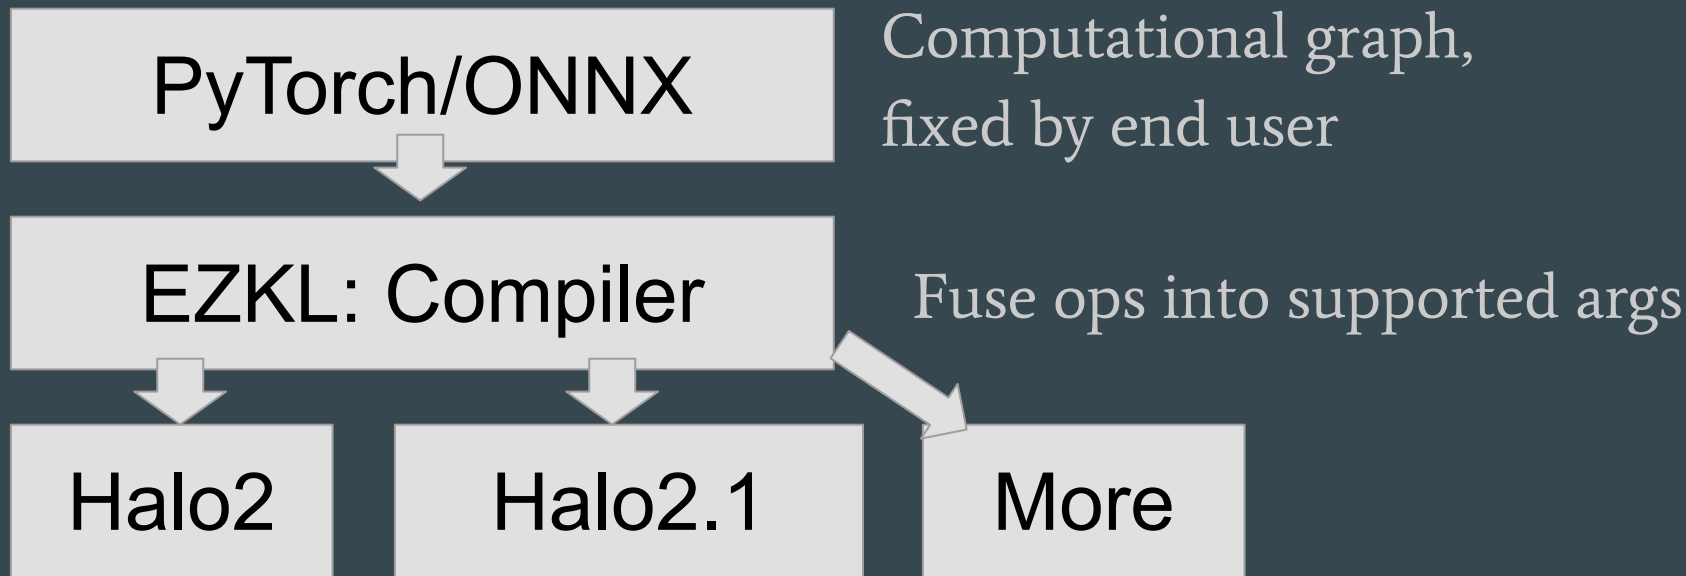 PyTorch/ONNX
Computational graph,
fixed by end user
EZKL: Compiler
Fuse ops into supported args
Halo2
Halo2.1
More